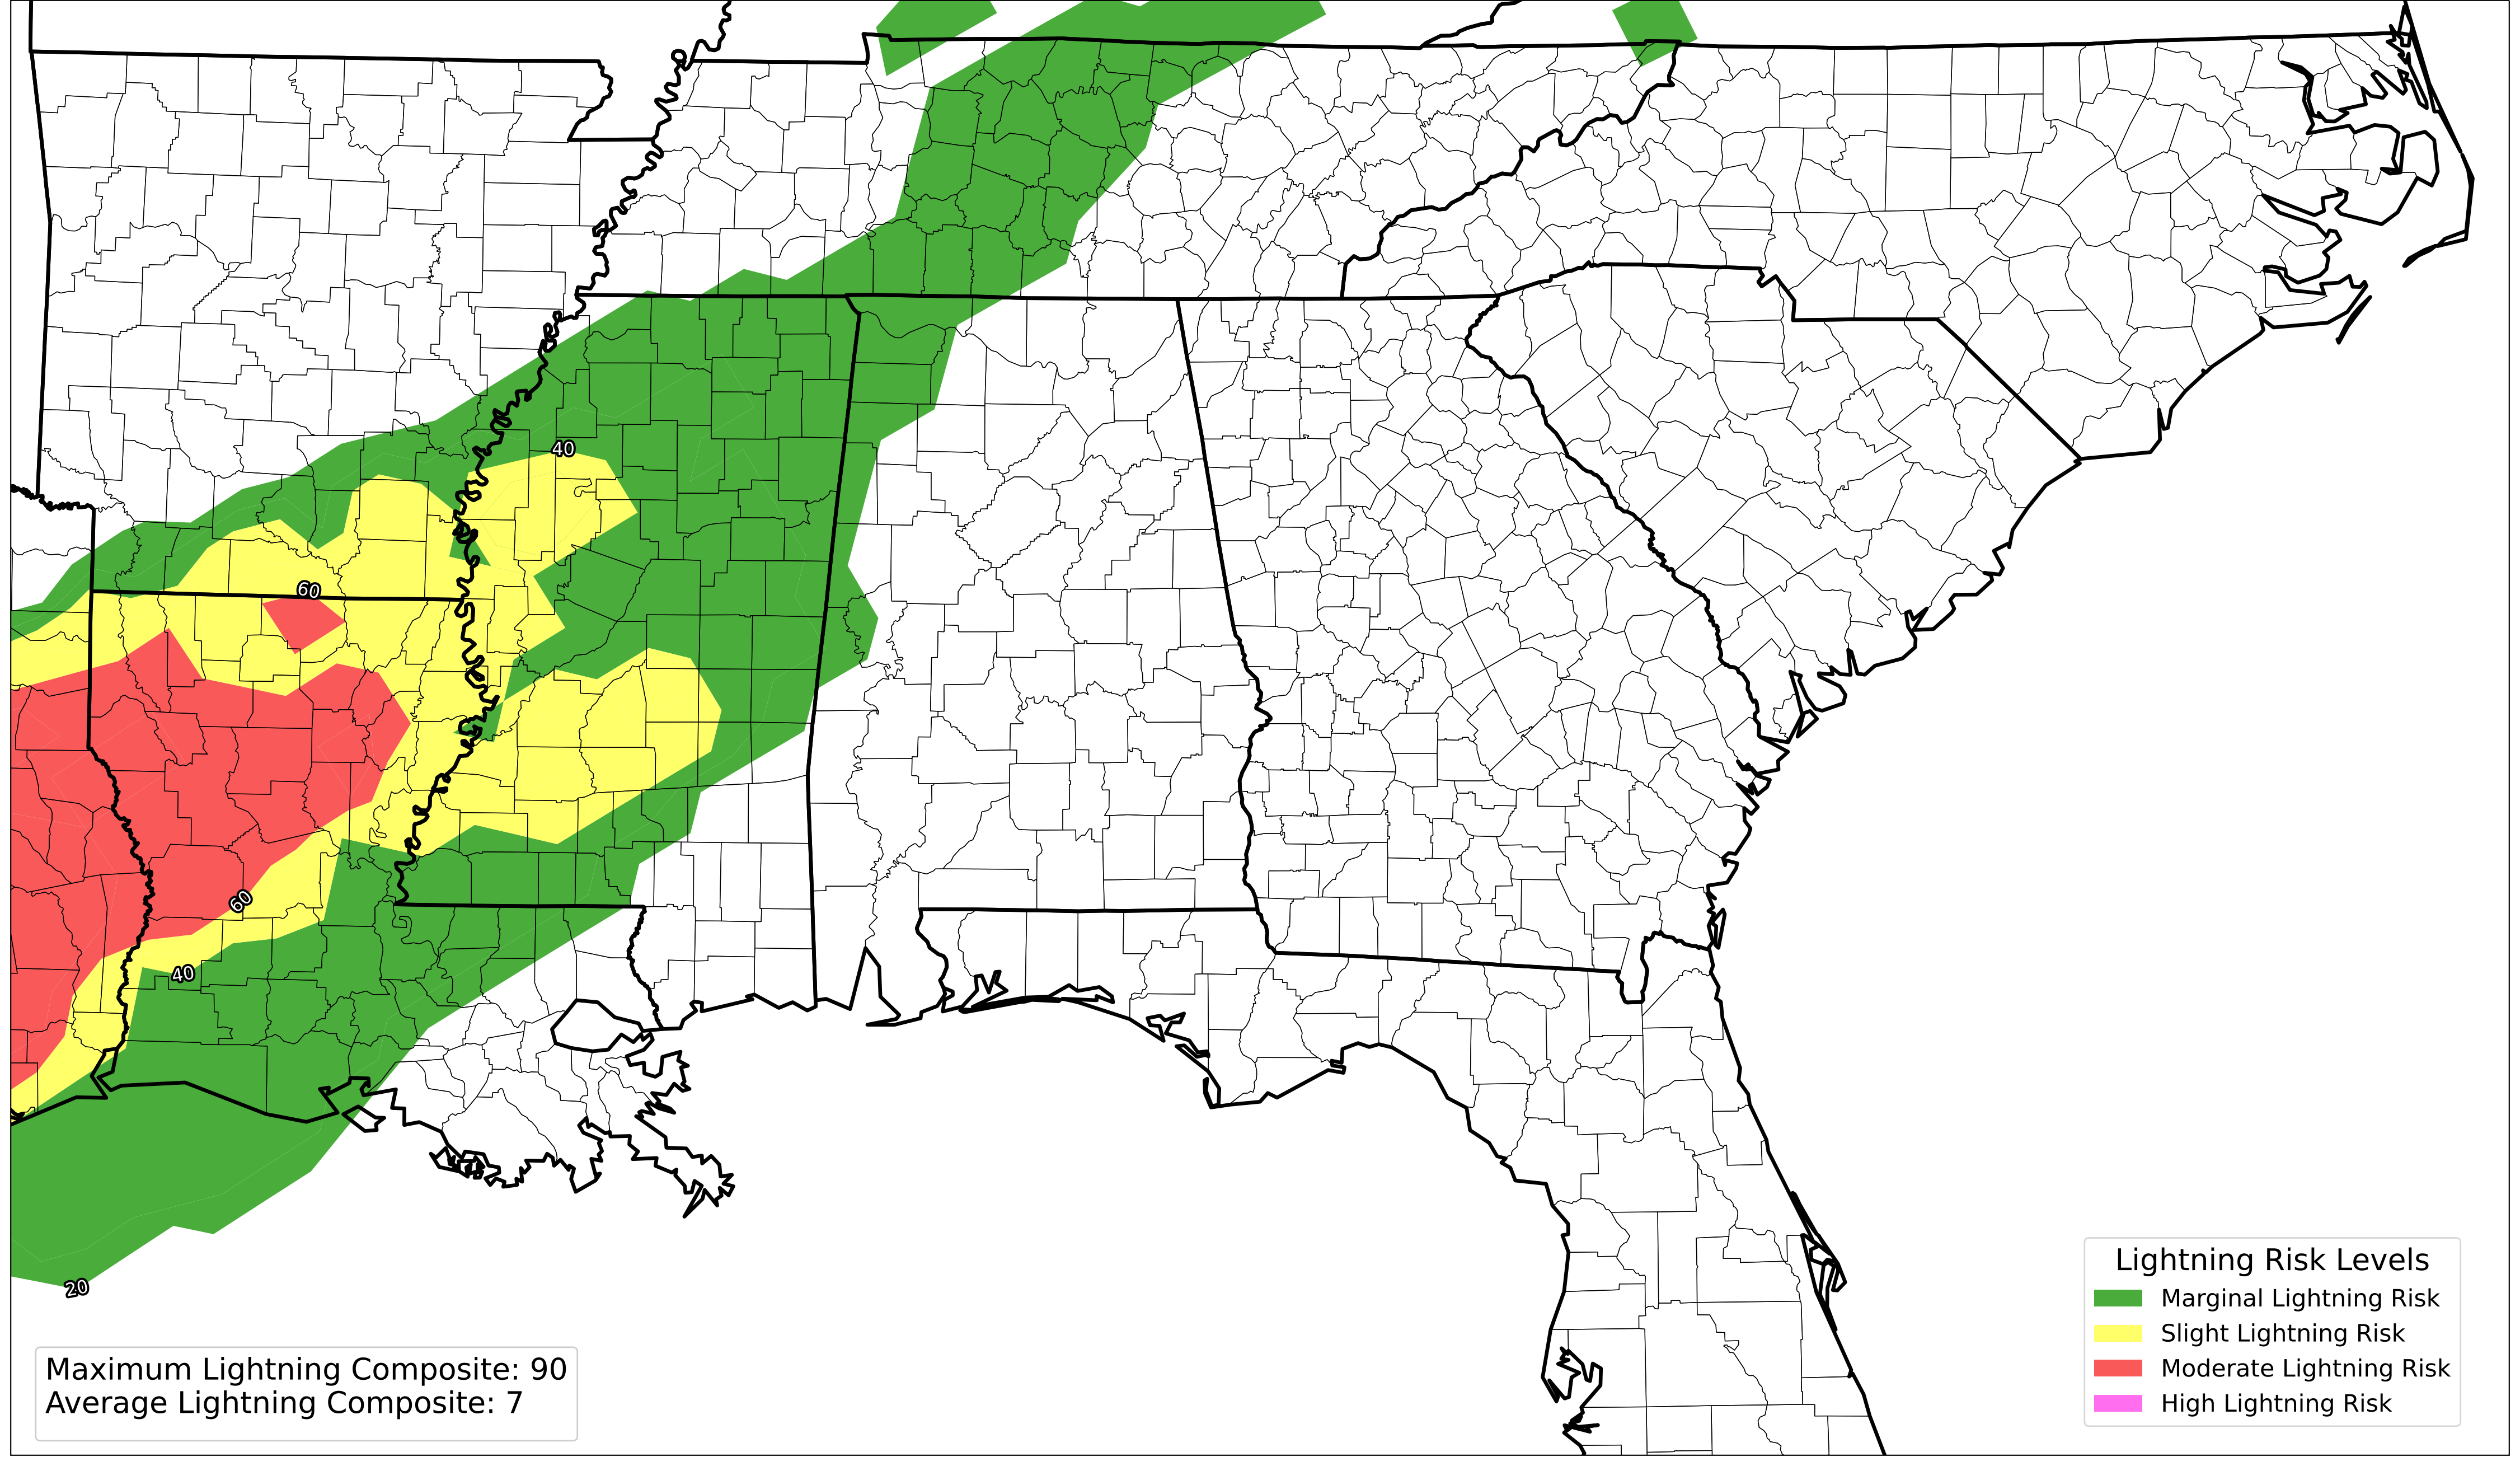 40
60
60
40
20
Lightning Risk Levels
Marginal Lightning Risk
Slight Lightning Risk
Moderate Lightning Risk
High Lightning Risk
Maximum Lightning Composite: 90
Average Lightning Composite: 7